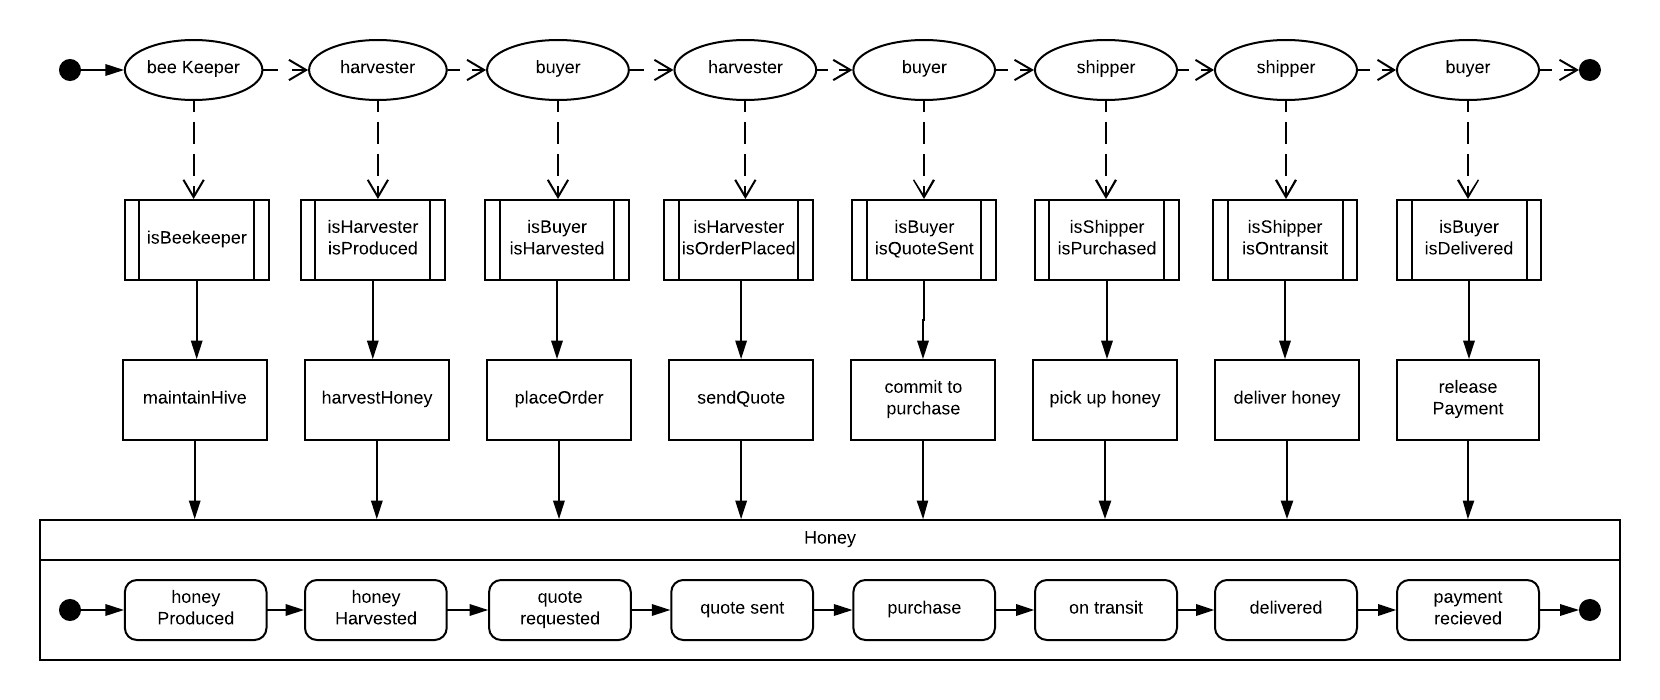 bee Keeper
harvester
buyer
harvester
buyer
shipper
shipper
buyer
isBeekeeper
isHarvester
isProduced
isBuyer
isHarvested
isHarvester
isOrderPlaced
isBuyer
isQuoteSent
isShipper
isPurchased
isShipper
isOntransit
isBuyer
isDelivered
maintainHive
harvestHoney
placeOrder
sendQuote
commit to
purchase
pick up honey
deliver honey
release
Payment
Honey
honey
Produced
honey
Harvested
quote
requested
quote sent
purchase
on transit
delivered
payment
recieved